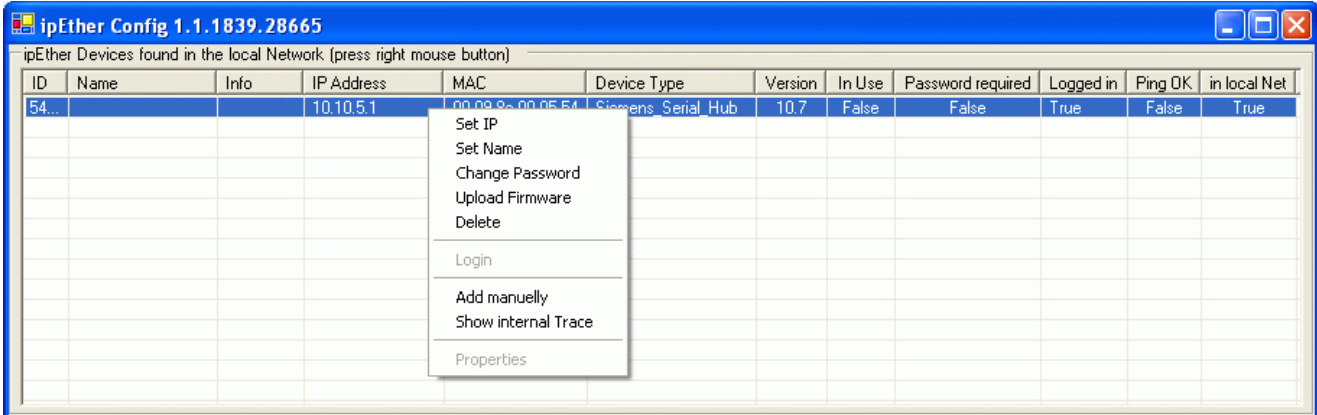 ipEther Config 1.1.1839.28665
ipEther Devices found in the local Network (press right mouse button)
ID Name Info IP Address MAC Device Type Version In Use Password required Logged in Ping OK in local Net
54... 10.10.5.1 Siemens_Serial_Hub 10.7 False False True False True
Set IP
Set Name
Change Password
Upload Firmware
Delete
Login
Add manuelly
Show internal Trace
Properties